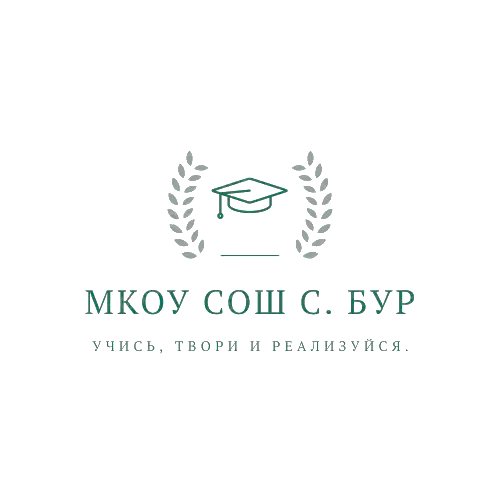 МКОУ СОШ С. БУР
УЧИСЬ, ТВОРИ И РЕАЛИЗУЙСЯ.